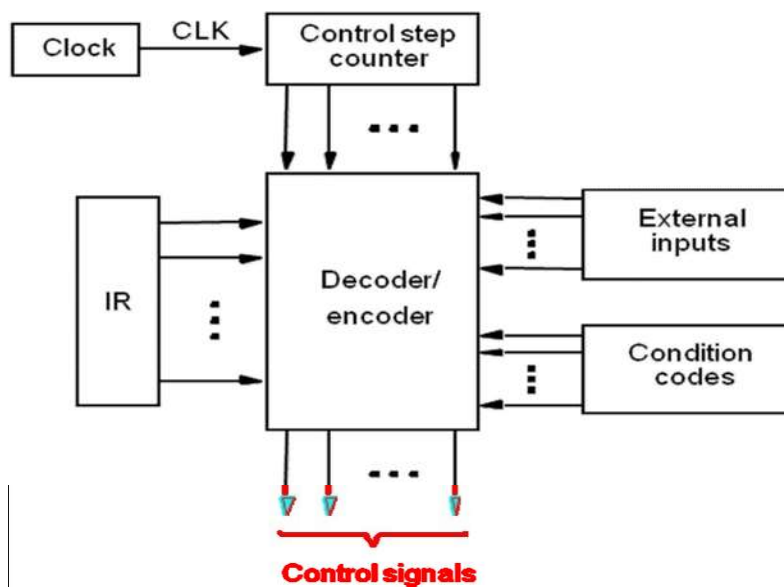 Clock
CLK
Control step
counter
IR
Decoder/
encoder
External
inputs
Condition
codes
Control signals